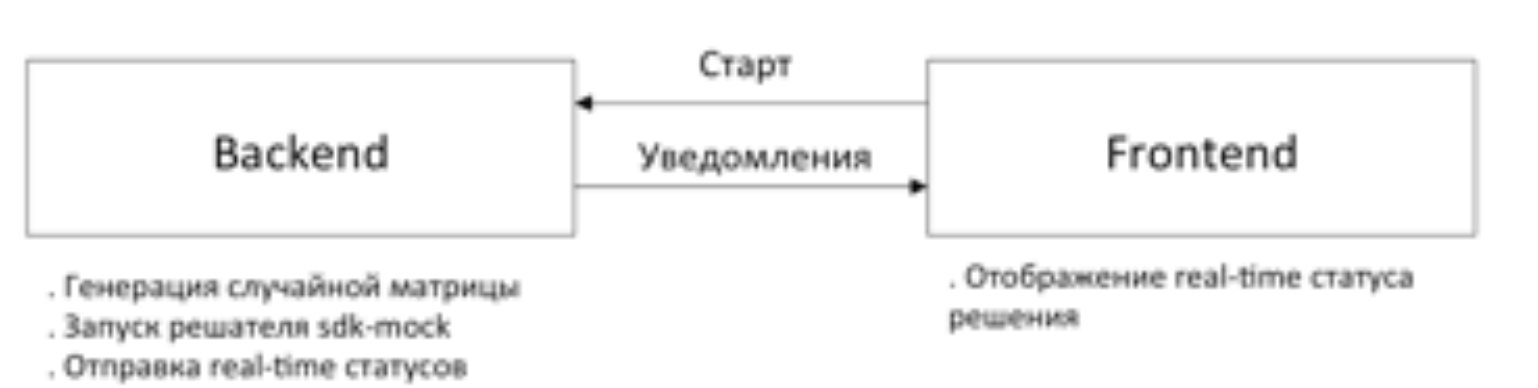 Старт
Backend
Уведомления
Frontend
. Генерация случайной матрицы
. Запуск решателя sdk-mock
. Отправка real-time статусов
. Отображение real-time статуса
решения